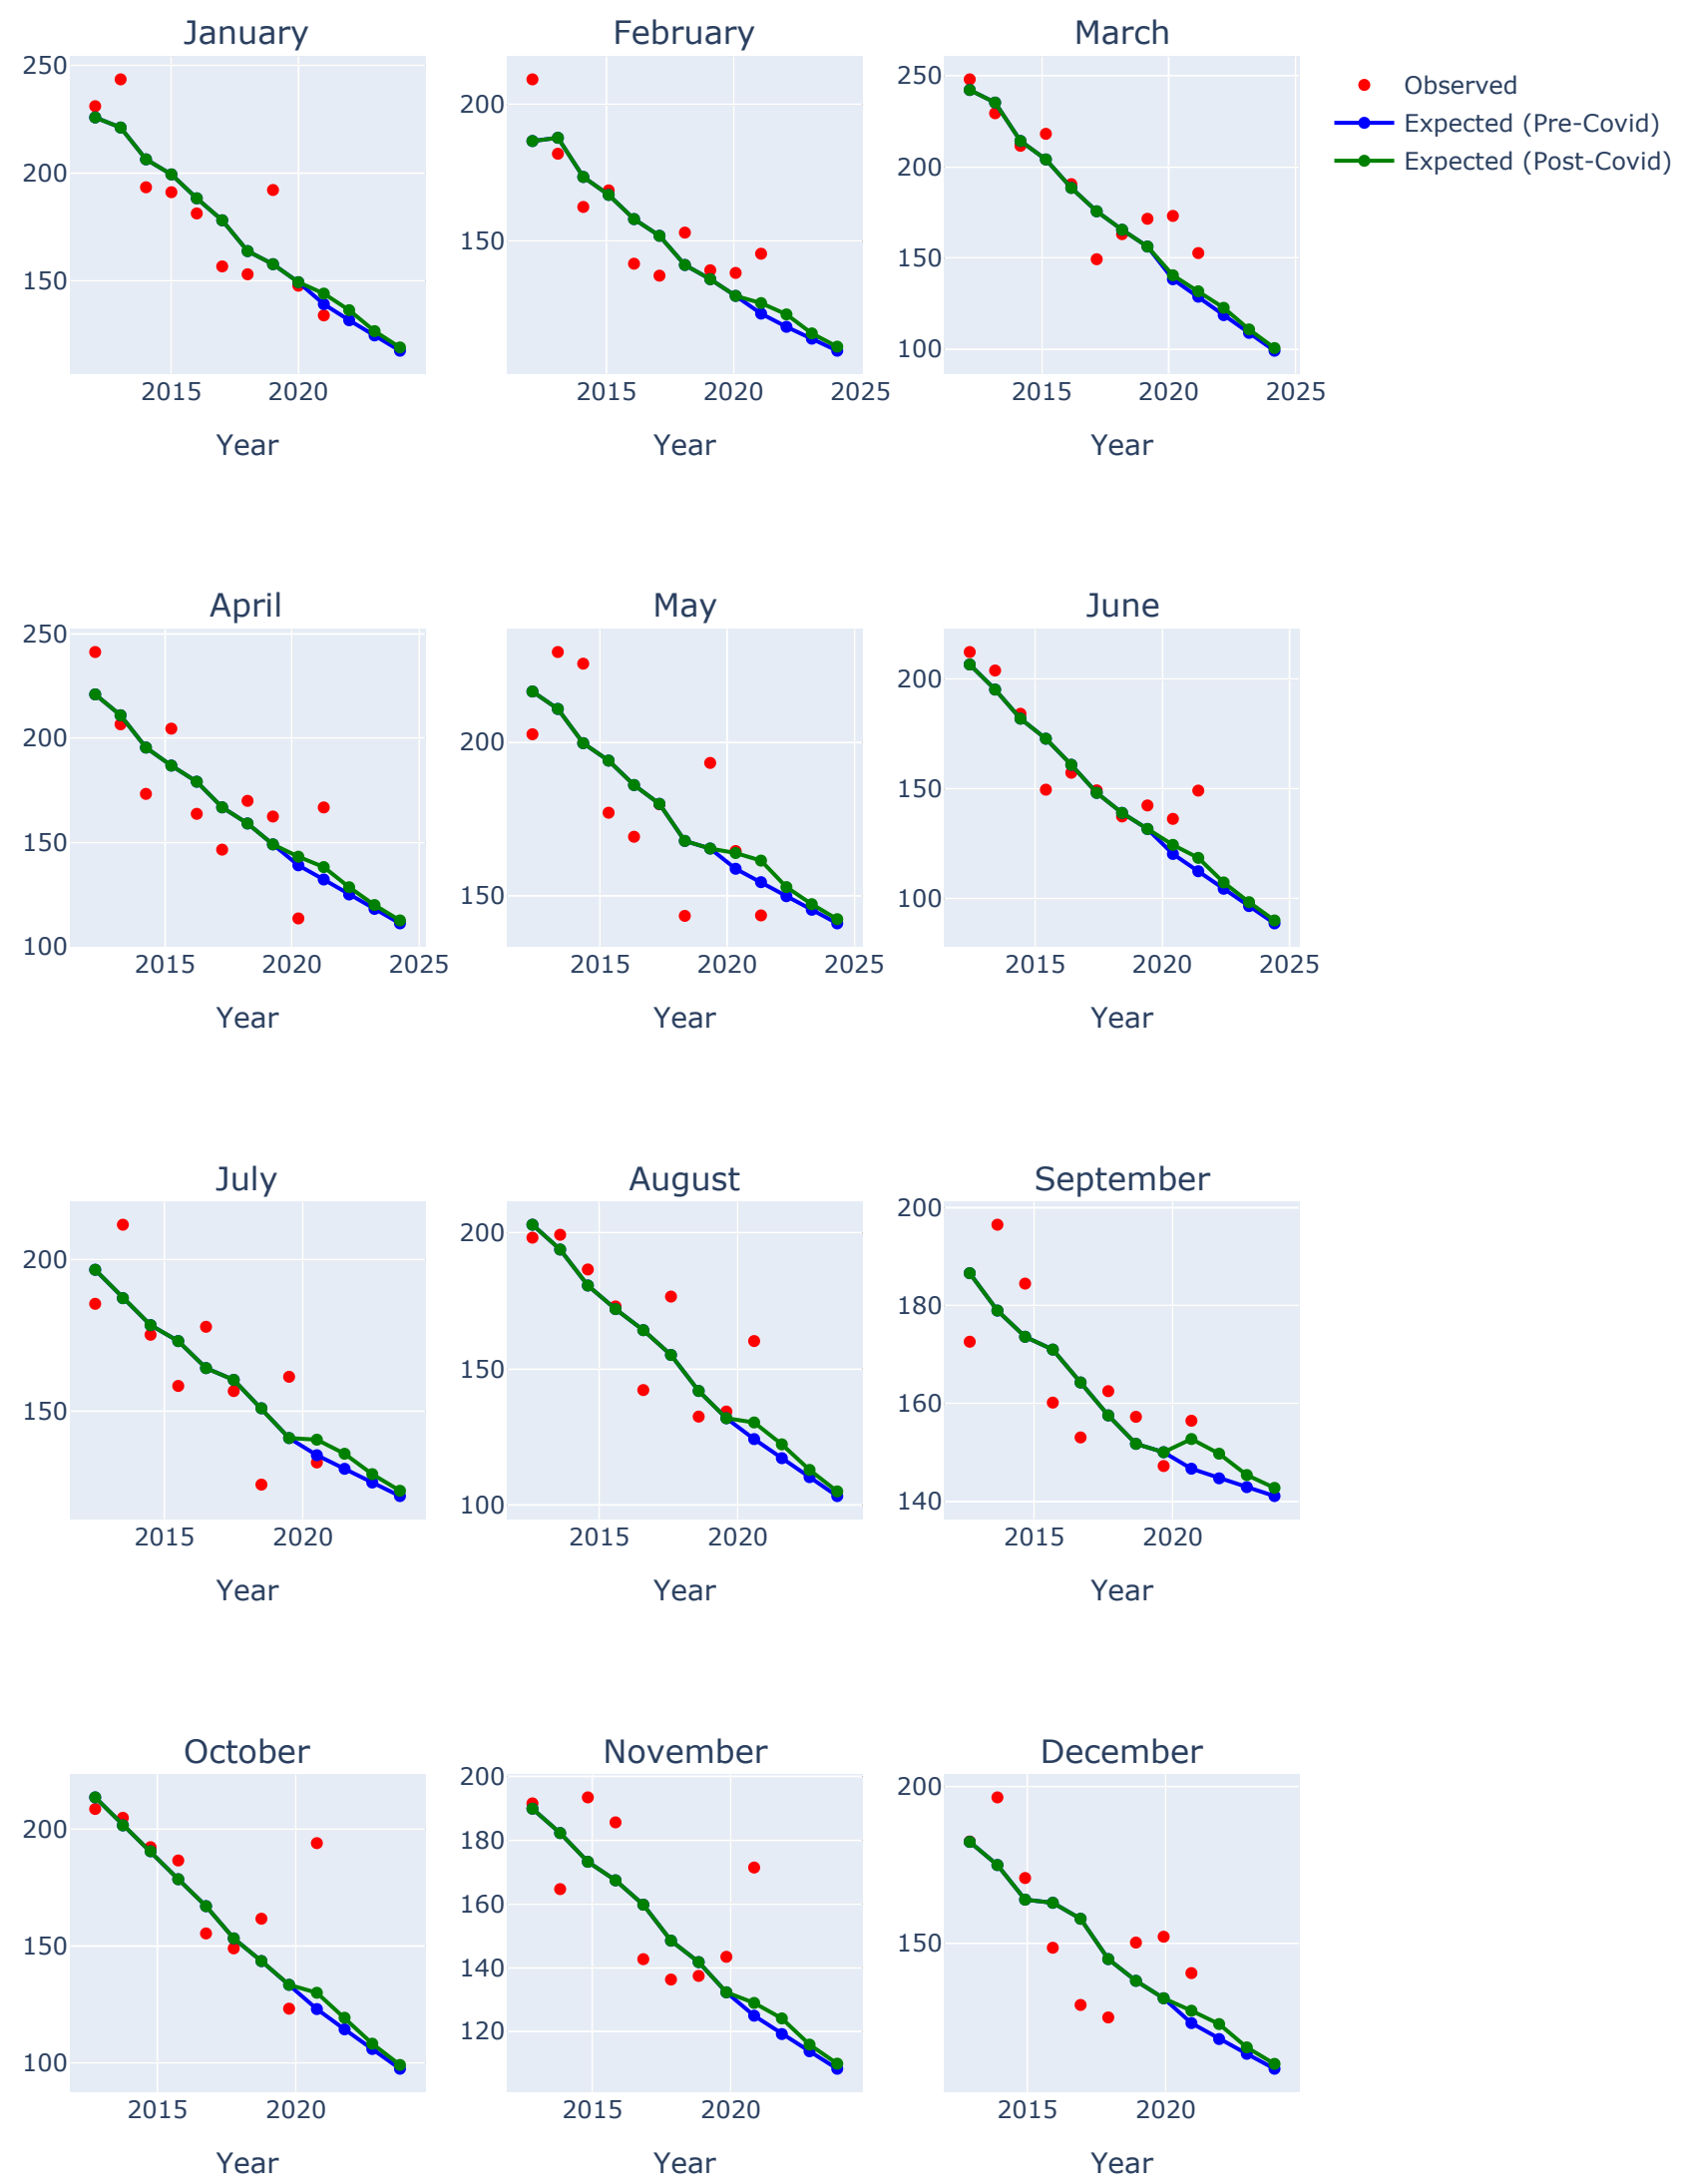 January
February
March
Observed
Expected (Pre-Covid)
Expected (Post-Covid)
250
200
150
2015
2020
Year
200
150
2015
2020
2025
Year
250
200
150
100
2015
2020
2025
Year
April
May
June
250
200
150
100
2015
2020
2025
Year
200
150
2015
2020
2025
Year
200
150
100
2015
2020
2025
Year
July
August
September
200
150
2015
2020
Year
200
150
100
2015
2020
Year
200
180
160
140
2015
2020
Year
October
November
December
200
150
100
2015
2020
Year
200
180
160
140
120
2015
2020
Year
200
150
2015
2020
Year